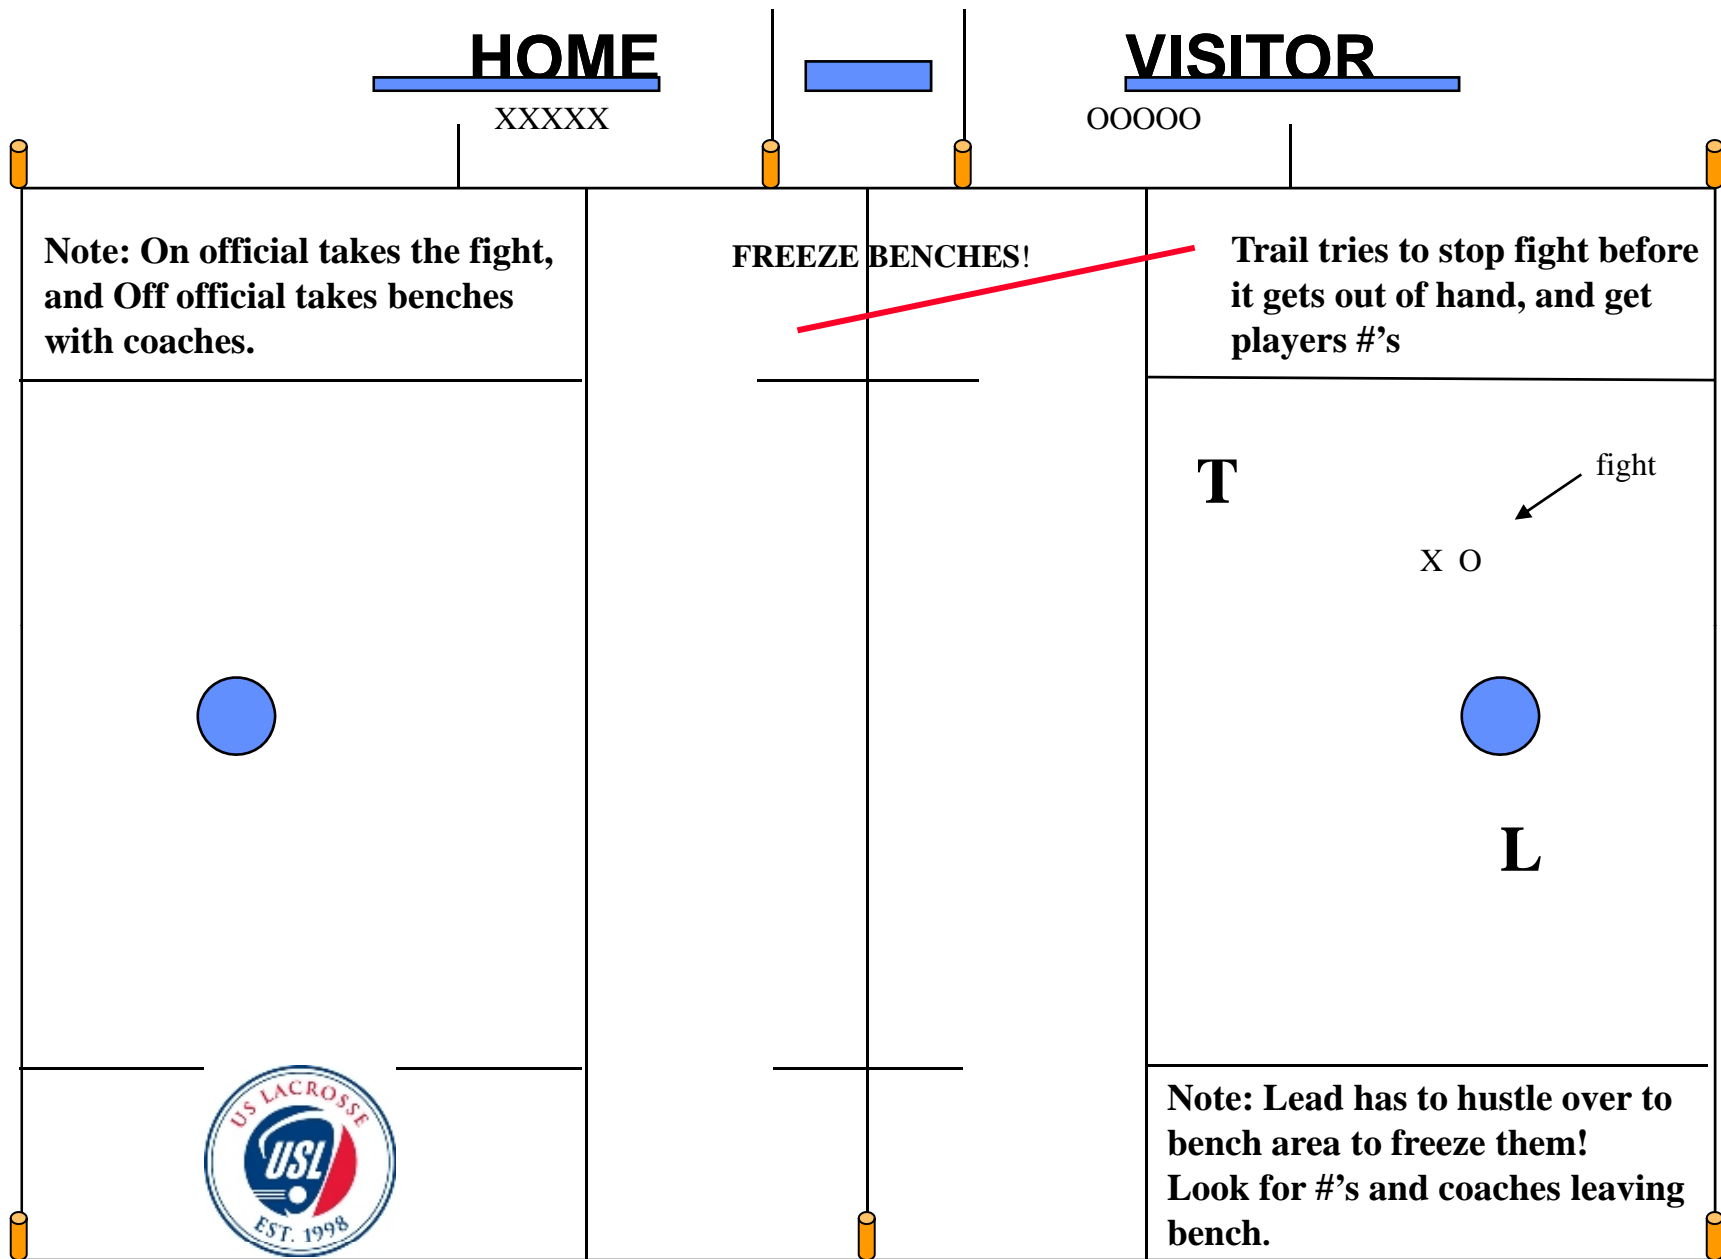 HOME
VISITOR
XXXXX
OOOOO
Note: On official takes the fight,
and Off official takes benches
with coaches.
FREEZE BENCHES!
Trail tries to stop fight before
it gets out of hand, and get
players #’s
T
fight
X O
L
US LACROSSE
USL
EST. 1998
Note: Lead has to hustle over to
bench area to freeze them!
Look for #’s and coaches leaving
bench.